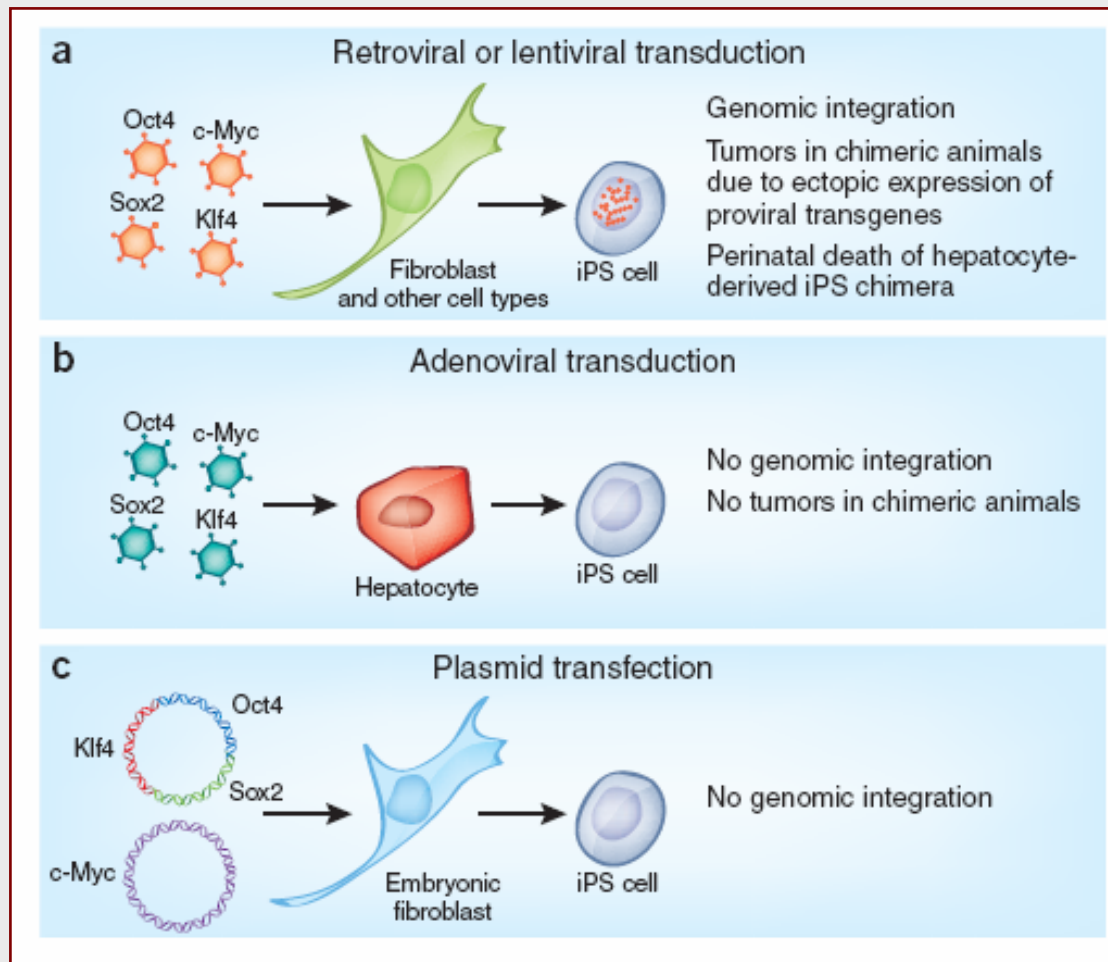 a
Retroviral or lentiviral transduction
Oct4
c-Myc
Sox2
Klf4
Fibroblast
and other cell types
iPS cell
Genomic integration
Tumors in chimeric animals
due to ectopic expression of
proviral transgenes
Perinatal death of hepatocyte-
derived iPS chimera
b
Adenoviral transduction
Oct4
c-Myc
Sox2
Klf4
Hepatocyte
iPS cell
No genomic integration
No tumors in chimeric animals
c
Plasmid transfection
Oct4
Klf4
Sox2
c-Myc
Embryonic
fibroblast
iPS cell
No genomic integration